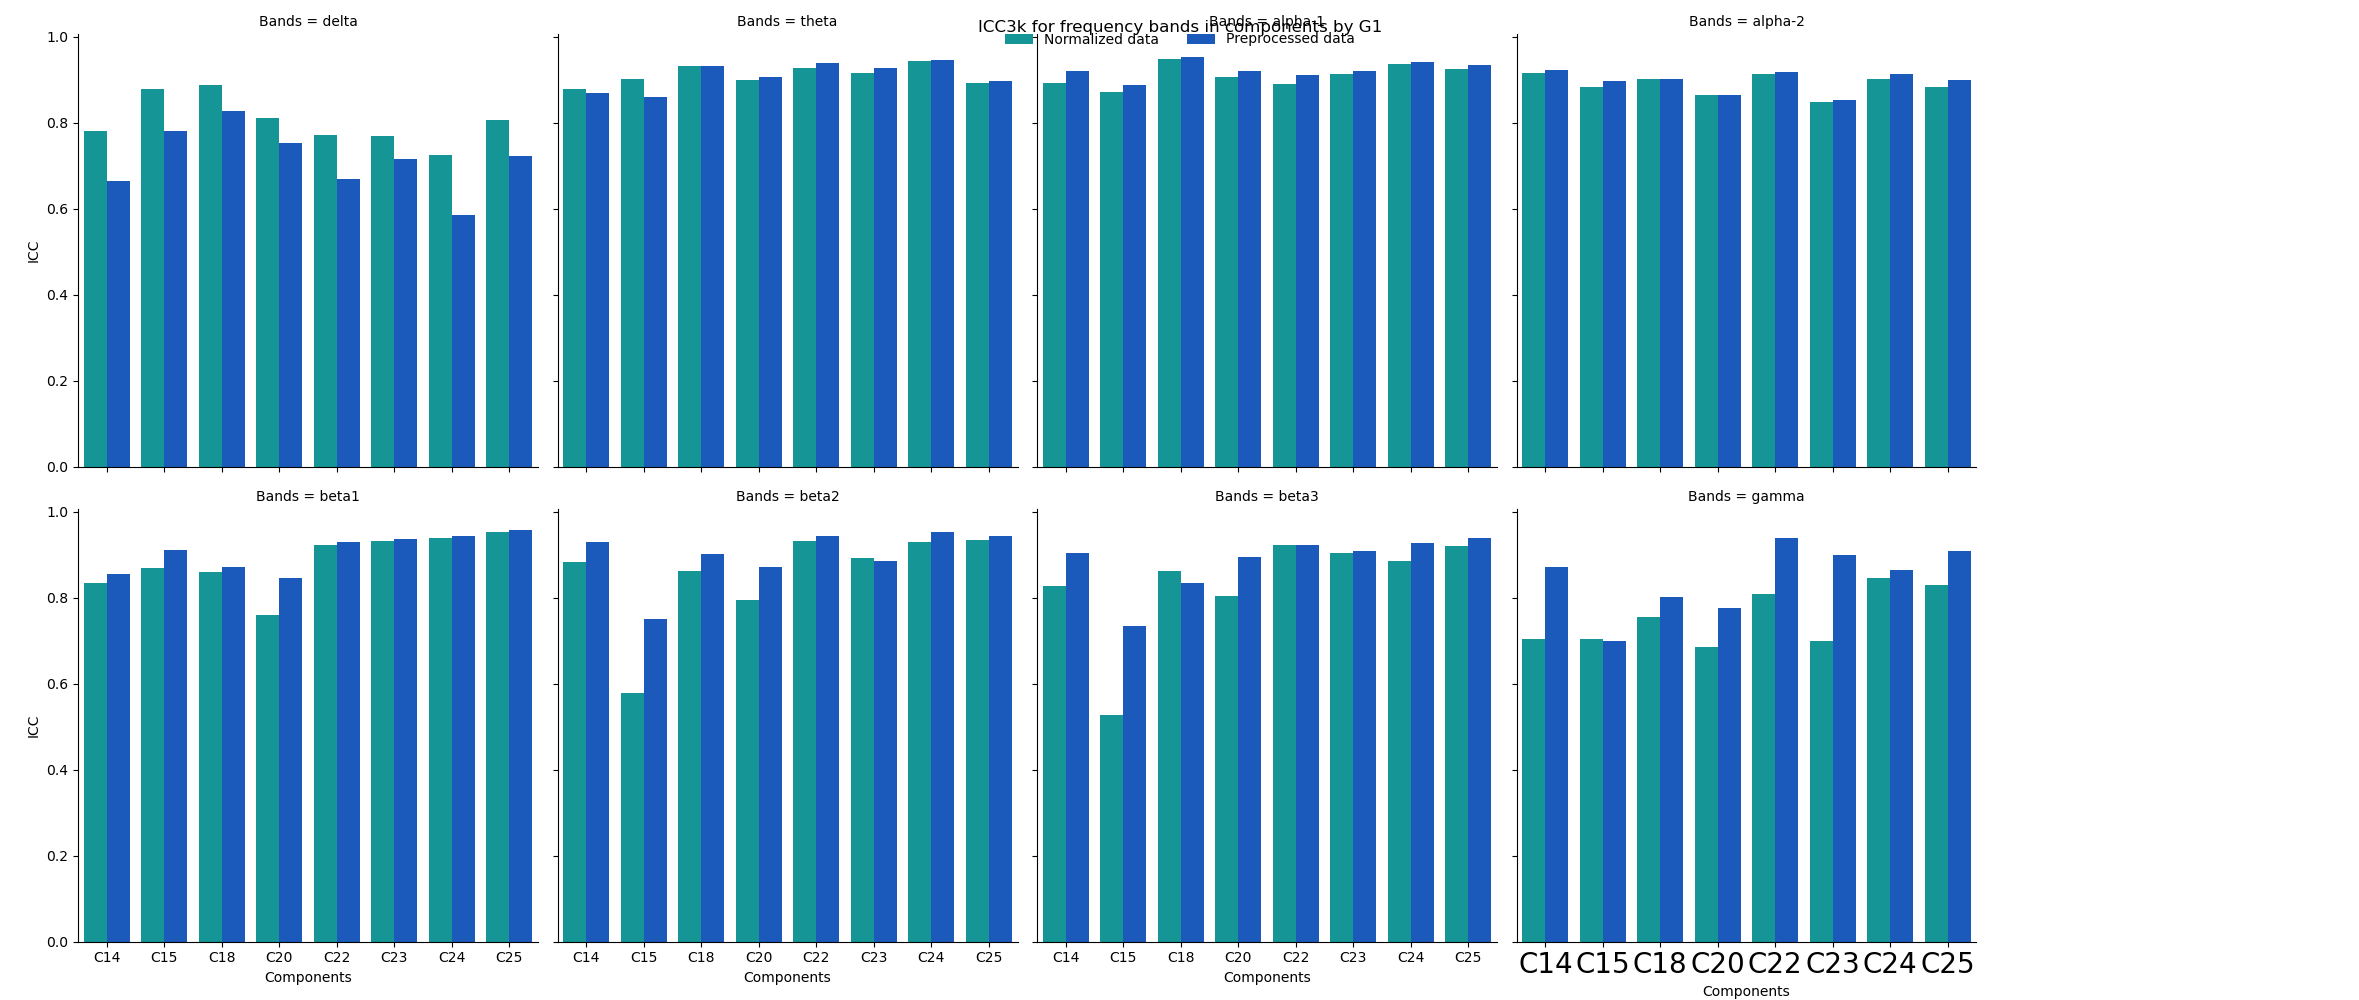 ICC3k for frequency bands in components by G1
Normalized data Preprocessed data
Bands = delta
Bands = theta
Bands = alpha-1
Bands = alpha-2
ICC
1.0
0.8
0.6
0.4
0.2
0.0
Bands = beta1
Bands = beta2
Bands = beta3
Bands = gamma
ICC
1.0
0.8
0.6
0.4
0.2
0.0
C14 C15 C18 C20 C22 C23 C24 C25
Components
C14 C15 C18 C20 C22 C23 C24 C25
Components
C14 C15 C18 C20 C22 C23 C24 C25
Components
C14 C15 C18 C20 C22 C23 C24 C25
Components